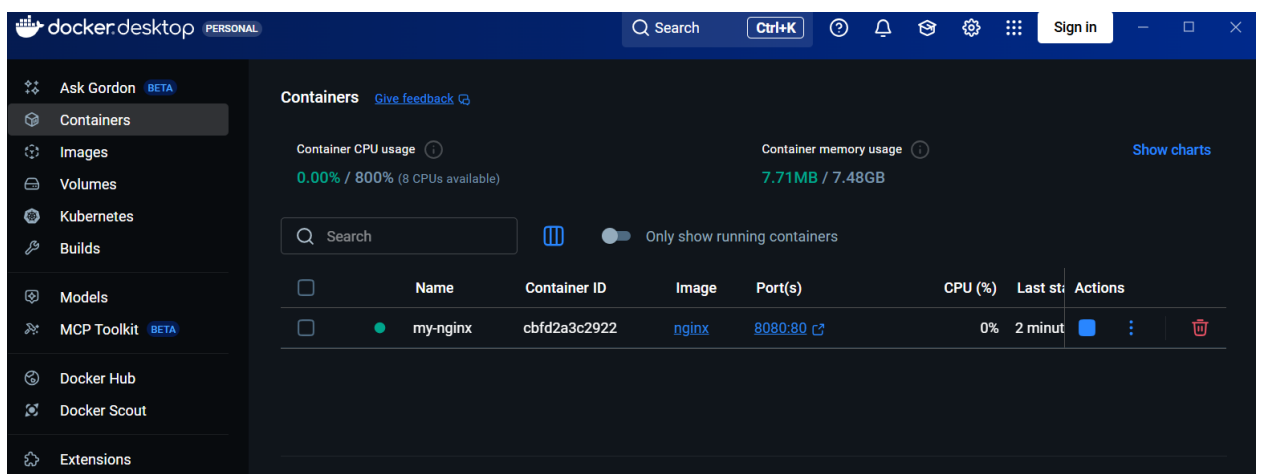 docker.desktop PERSONAL Search Ctrl+K Sign in
Ask Gordon BETA
Containers
Images
Volumes
Kubernetes
Builds
Models
MCP Toolkit BETA
Docker Hub
Docker Scout
Extensions
Containers Give feedback
Container CPU usage
0.00% / 800% (8 CPUs available)
Container memory usage
7.71MB / 7.48GB
Show charts
Search
Only show running containers
Name Container ID Image Port(s) CPU (%) Last sta Actions
my-nginx cbfd2a3c2922 nginx 8080:80 0% 2 minut